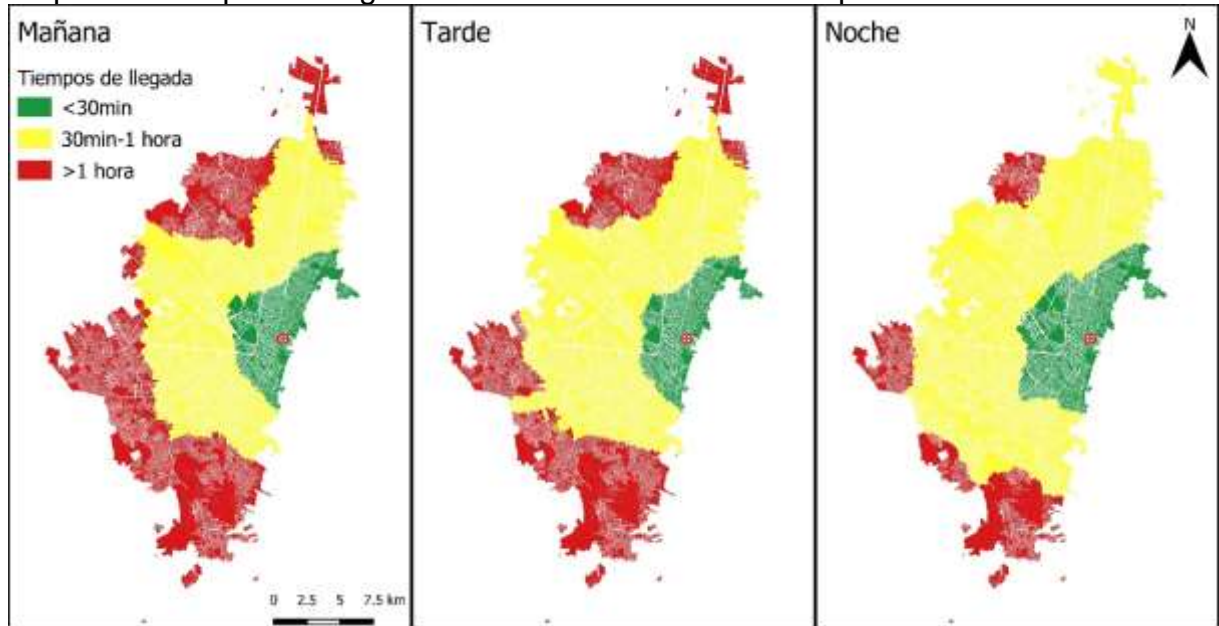 Mañana
Tiempos de llegada
<30min
30min-1 hora
>1 hora
0 2.5 5 7.5 km
Tarde
Noche
N